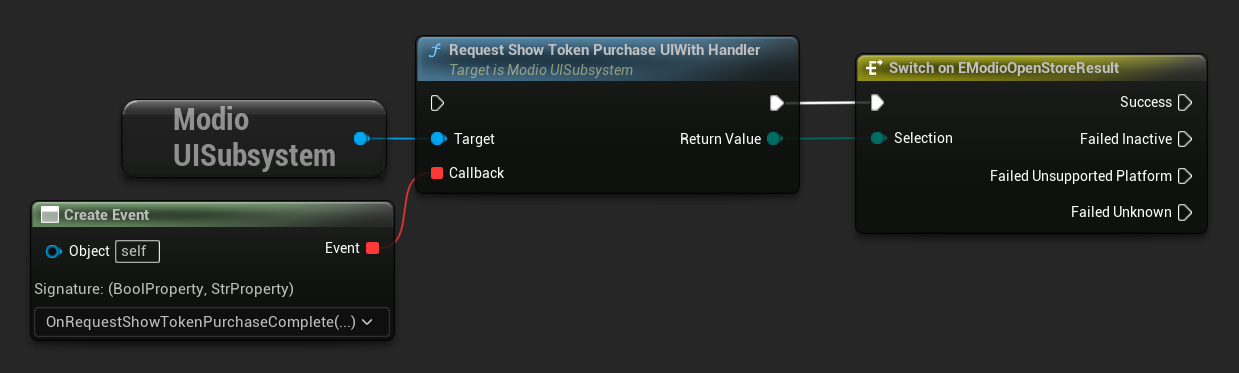 Request Show Token Purchase UIWith Handler
Target is Modio UISubsystem
Target
Return Value
Callback
Switch on EModioOpenStoreResult
Success
Selection
Failed Inactive
Failed Unsupported Platform
Failed Unknown
Modio
UISubsystem
Create Event
Object self
Event
Signature: (BoolProperty, StrProperty)
OnRequestShowTokenPurchaseComplete(...)